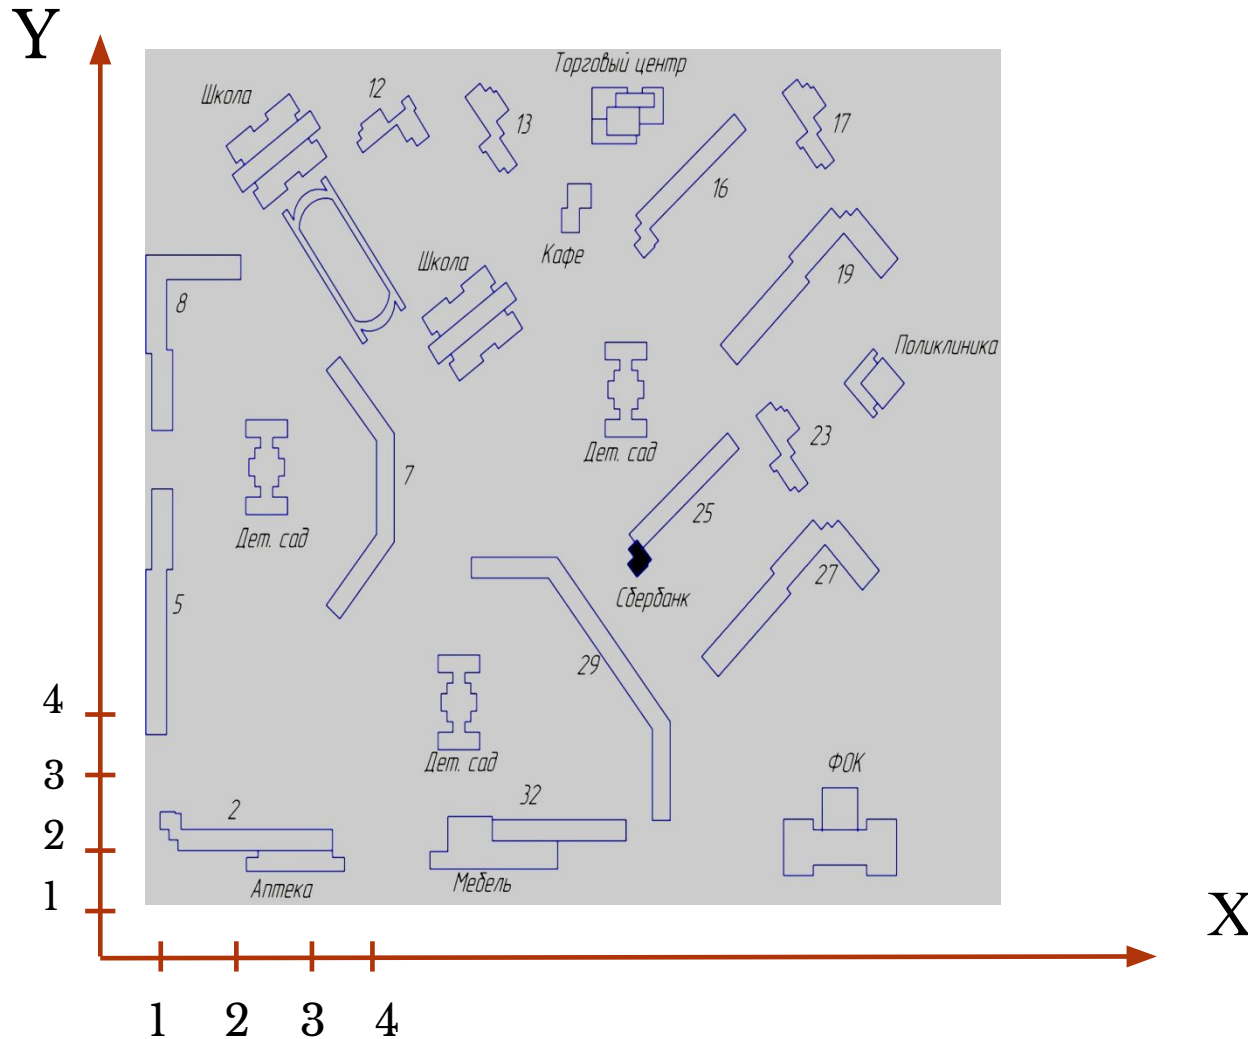 Y
Торговый центр
Школа
12
13
17
16
Кафе
Школа
19
8
Поликлиника
23
Дет. сад
7
25
Дет. сад
27
Сбербанк
5
29
4
3
Дет. сад
ФОК
32
2
2
Мебель
Аптека
1
X
1 2 3 4